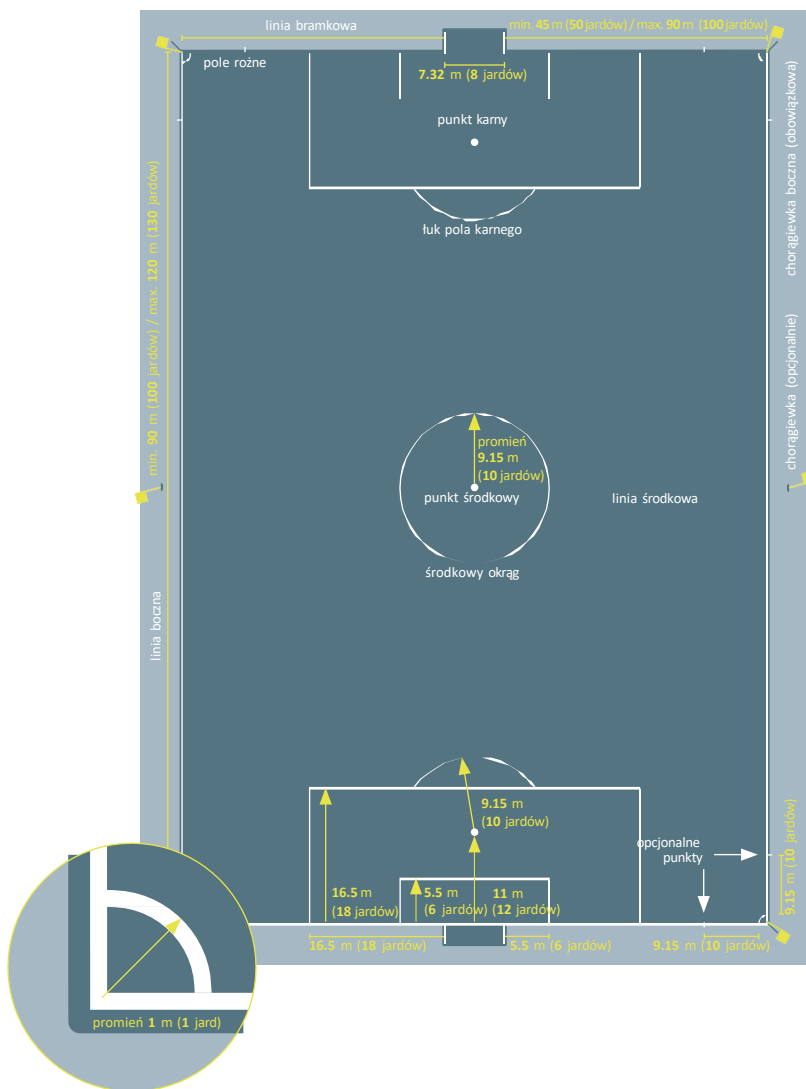 linia bramkowa
min. 45 m (50 jardów) / max. 90 m (100 jardów)
pole rożne
7.32 m (8 jardów)
punkt karny
łuk pola karnego
chorągiewka boczna (obowiązkowa)
min. 90 m (100 jardów) / max. 120 m (130 jardów)
chorągiewka (opcjonalnie)
promień
9.15 m
(10 jardów)
punkt środkowy
linia środkowa
środkowy okrąg
linia boczna
9.15 m
(10 jardów)
opcjonalne
punkty
9.15 m (10
jardów)
16.5 m
(18 jardów)
5.5 m
(6 jardów)
11 m
(12 jardów)
16.5 m (18 jardów)
5.5 m (6 jardów)
9.15 m (10 jardów)
promień 1 m (1 jard)